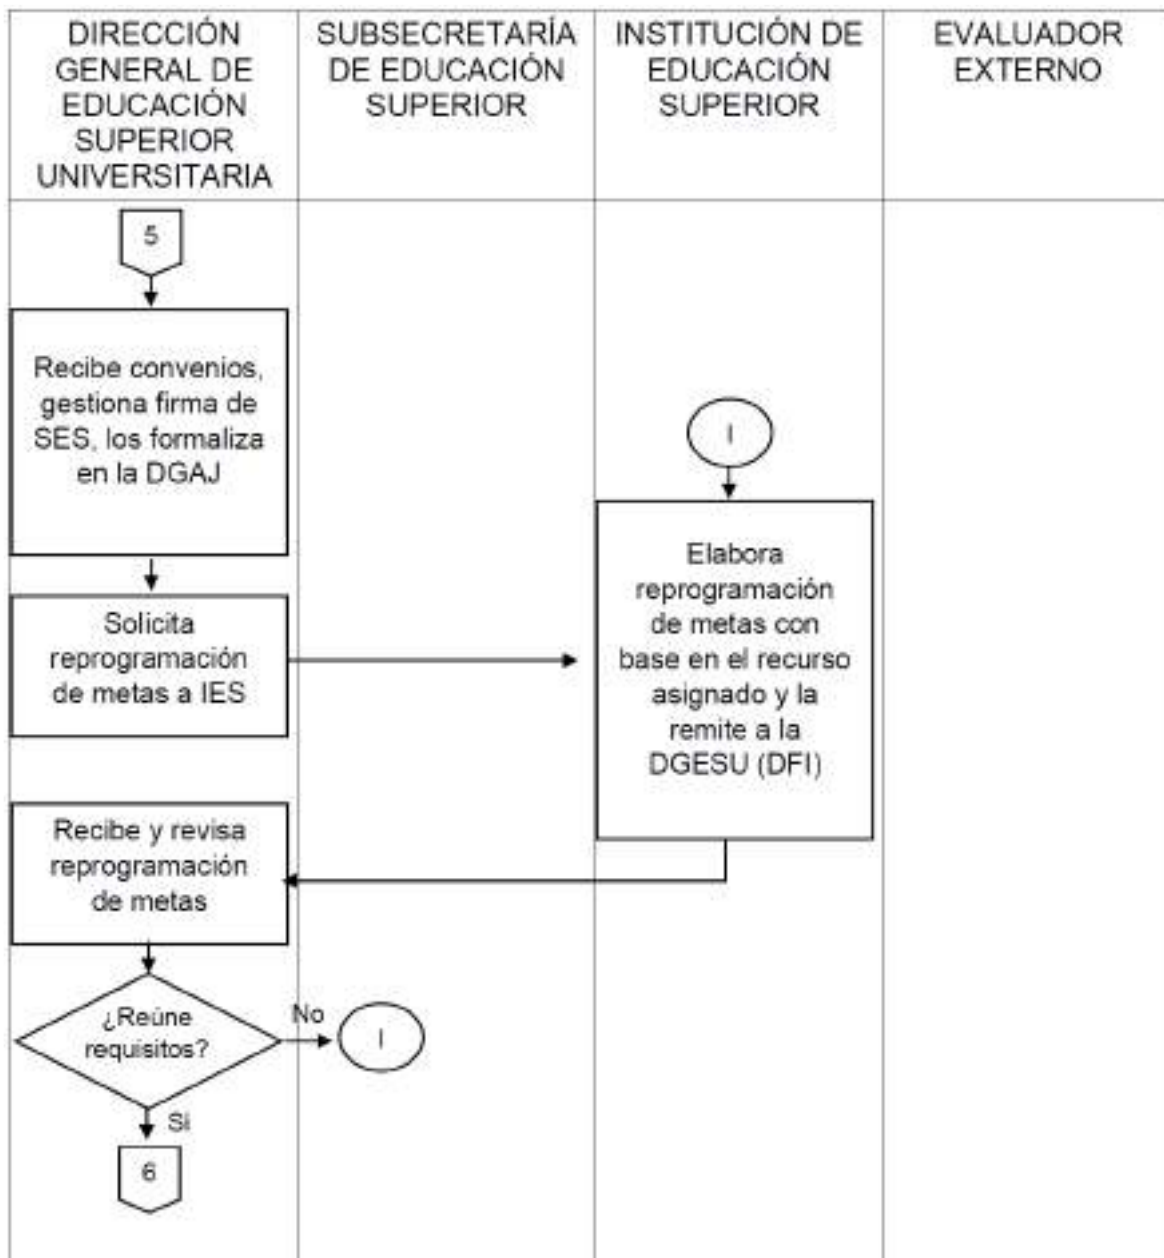 DIRECCIÓN
GENERAL DE
EDUCACIÓN
SUPERIOR
UNIVERSITARIA
SUBSECRETARÍA
DE EDUCACIÓN
SUPERIOR
INSTITUCIÓN DE
EDUCACIÓN
SUPERIOR
EVALUADOR
EXTERNO
5
Recibe convenios,
gestiona firma de
SES, los formaliza
en la DGAJ
Solicita
reprogramación
de metas a IES
I
Elabora
reprogramación
de metas con
base en el recurso
asignado y la
remite a la
DGESU (DFI)
Recibe y revisa
reprogramación
de metas
¿Reúne
requisitos?
No
I
Si
6